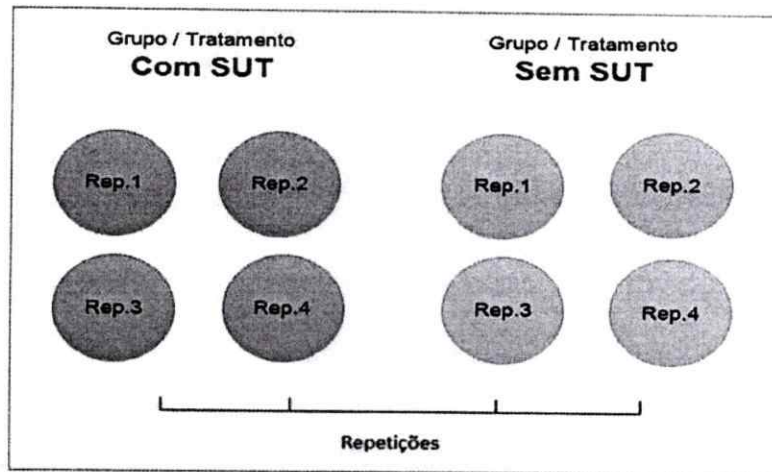 Grupo / Tratamento
Com SUT
Grupo / Tratamento
Sem SUT
Rep.1
Rep.2
Rep.1
Rep.2
Rep.3
Rep.4
Rep.3
Rep.4
Repetições